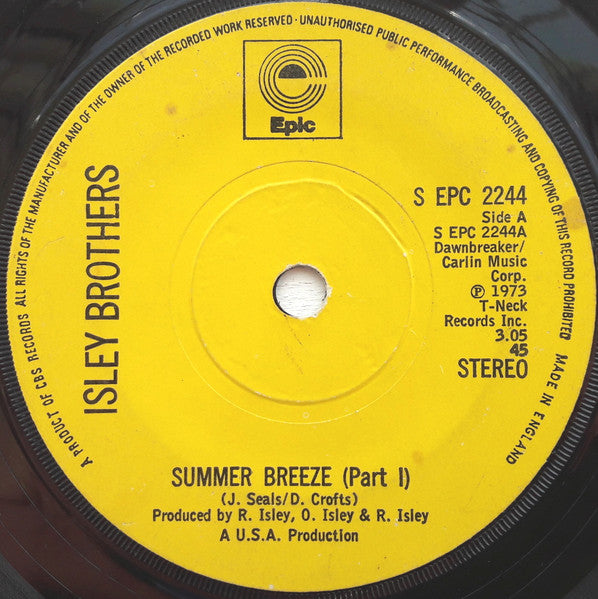 A PRODUCT OF CBS RECORDS ALL RIGHTS OF THE MANUFACTURER AND OF THE OWNER OF THE RECORDED WORK RESERVED · UNAUTHORISED PUBLIC PERFORMANCE BROADCASTING AND COPYING OF THIS RECORD PROHIBITED MADE IN ENGLAND
Epic
ISLEY BROTHERS
S EPC 2244
Side A
S EPC 2244A
Dawnbreaker/
Carlin Music
Corp.
℗ 1973
T-Neck
Records Inc.
3.05
45
STEREO
SUMMER BREEZE (Part I)
(J. Seals/D. Crofts)
Produced by R. Isley, O. Isley & R. Isley
A U.S.A. Production